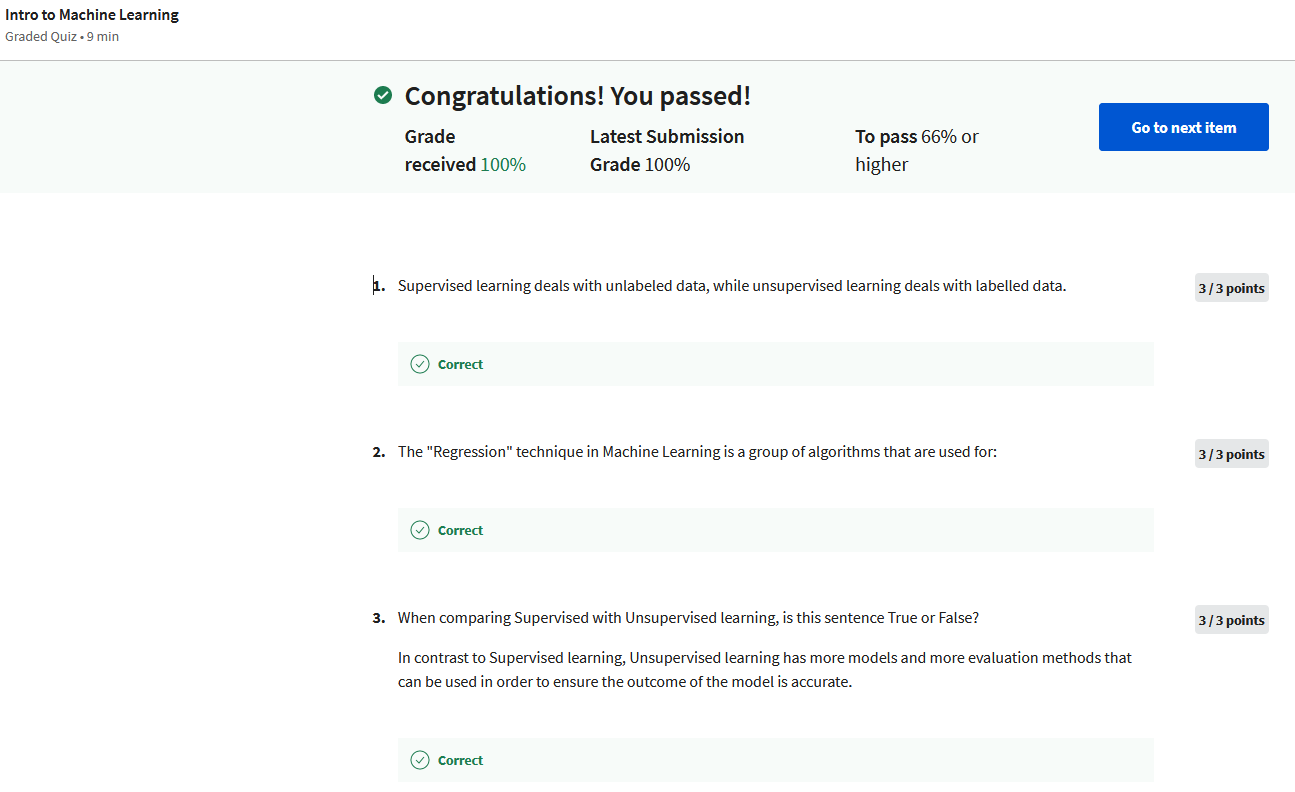 Intro to Machine Learning
Graded Quiz • 9 min
Congratulations! You passed!
Grade
received 100%
Latest Submission
Grade 100%
To pass 66% or
higher
Go to next item
1. Supervised learning deals with unlabeled data, while unsupervised learning deals with labelled data.
3 / 3 points
Correct
2. The "Regression" technique in Machine Learning is a group of algorithms that are used for:
3 / 3 points
Correct
3. When comparing Supervised with Unsupervised learning, is this sentence True or False?
3 / 3 points
In contrast to Supervised learning, Unsupervised learning has more models and more evaluation methods that
can be used in order to ensure the outcome of the model is accurate.
Correct